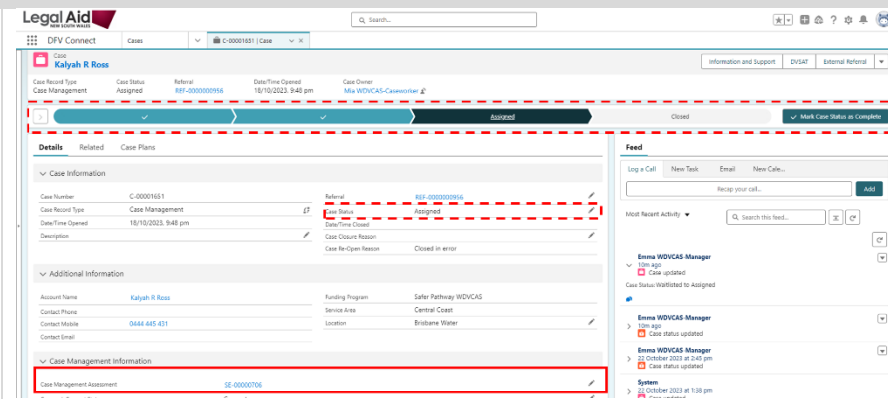 Legal Aid
NEW SOUTH WALES
Search...
DFV Connect
Cases
C-00001651 | Case
Case
Kalyah R Ross
Information and Support
DVSAT
External Referral
Case Record Type
Case Status
Referral
Date/Time Opened
Case Owner
Case Management
Assigned
REF-0000000956
18/10/2023, 9:48 pm
Mia WDVCAS-Caseworker
Assigned
Closed
Mark Case Status as Complete
Details
Related
Case Plans
Case Information
Case Number
C-00001651
Referral
REF-0000000956
Case Record Type
Case Management
Case Status
Assigned
Date/Time Opened
18/10/2023, 9:48 pm
Date/Time Closed
Description
Case Closure Reason
Case Re-Open Reason
Closed in error
Additional Information
Account Name
Kalyah R Ross
Funding Program
Safer Pathway WDVCAS
Contact Phone
Service Area
Central Coast
Contact Mobile
0444 445 431
Location
Brisbane Water
Contact Email
Case Management Information
Case Management Assessment
SE-00000706
Feed
Log a Call
New Task
Email
New Cale...
Recap your call...
Add
Most Recent Activity
Search this feed...
Emma WDVCAS-Manager
10m ago
Case updated
Case Status: Waitlisted to Assigned
Emma WDVCAS-Manager
10m ago
Case status updated
Emma WDVCAS-Manager
22 October 2023 at 2:45 pm
Case status updated
System
22 October 2023 at 1:38 pm
Case updated